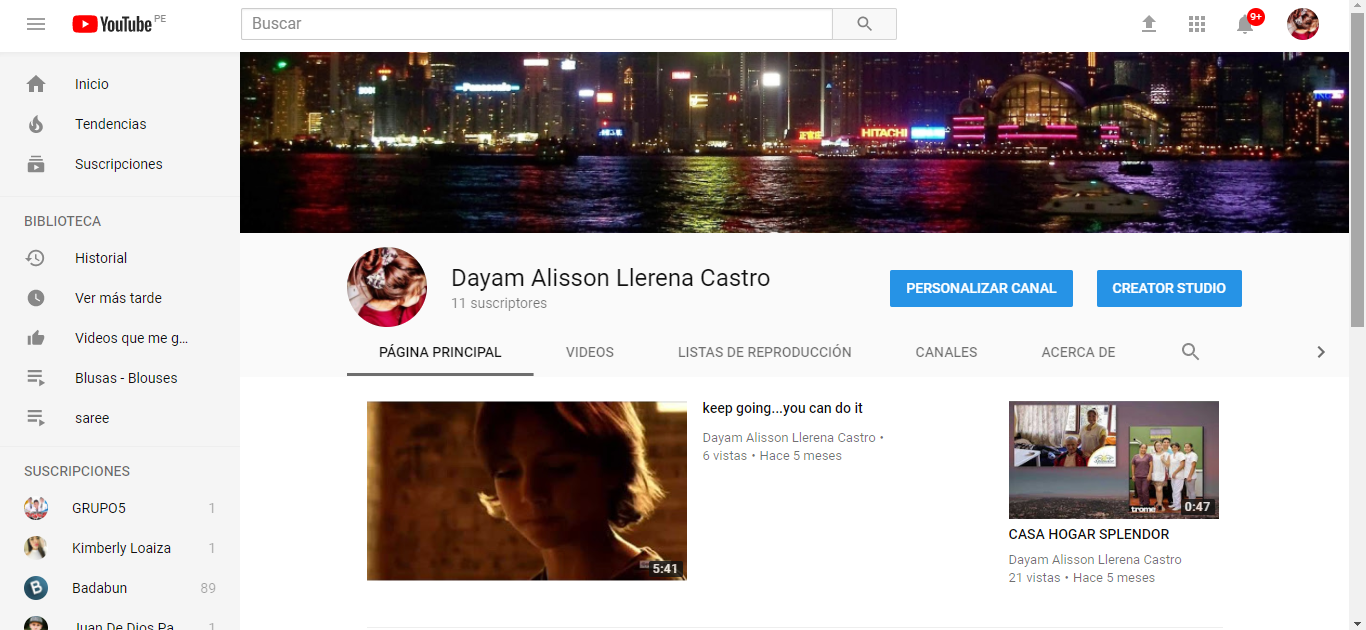 YouTube PE
Buscar
9+
Inicio
Tendencias
Suscripciones
BIBLIOTECA
Historial
Ver más tarde
Videos que me g...
Blusas - Blouses
saree
SUSCRIPCIONES
GRUPO5 1
Kimberly Loaiza 1
Badabun 89
Juan De Dios Pa 1
Panasonic
HITACHI
Dayam Alisson Llerena Castro
11 suscriptores
PERSONALIZAR CANAL
CREATOR STUDIO
PÁGINA PRINCIPAL
VIDEOS
LISTAS DE REPRODUCCIÓN
CANALES
ACERCA DE
5:41
keep going...you can do it
Dayam Alisson Llerena Castro •
6 vistas • Hace 5 meses
trome
0:47
CASA HOGAR SPLENDOR
Dayam Alisson Llerena Castro
21 vistas • Hace 5 meses